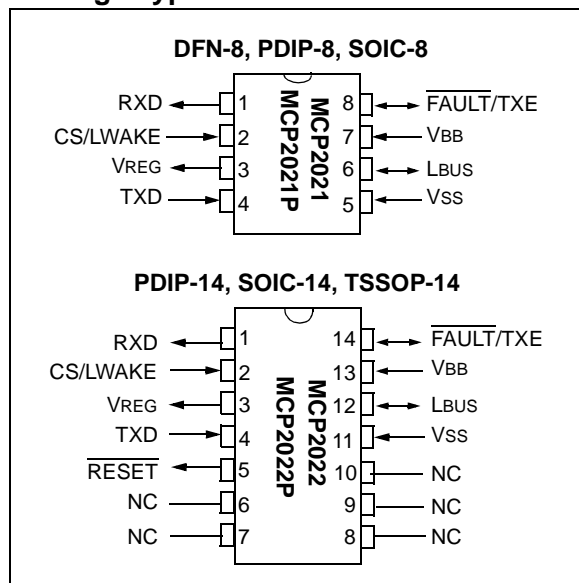 DFN-8, PDIP-8, SOIC-8
RXD 1 8 FAULT/TXE
CS/LWAKE 2 7 VBB
VREG 3 6 LBUS
TXD 4 5 VSS
MCP2021
MCP2021P
PDIP-14, SOIC-14, TSSOP-14
RXD 1 14 FAULT/TXE
CS/LWAKE 2 13 VBB
VREG 3 12 LBUS
TXD 4 11 VSS
RESET 5 10 NC
NC 6 9 NC
NC 7 8 NC
MCP2022
MCP2022P